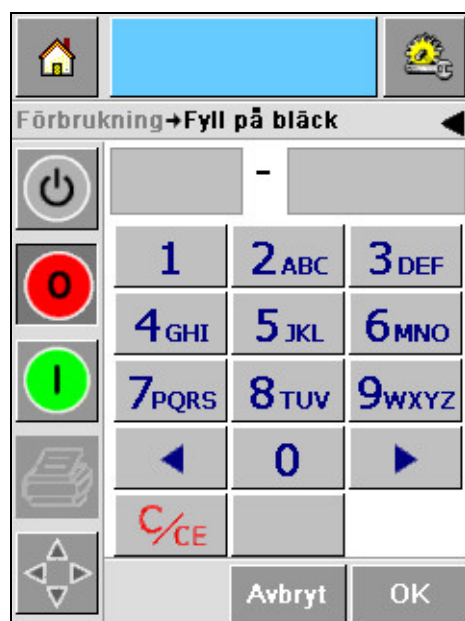 Förbrukning→Fyll på bläck
-
O
I
1 2ABC 3DEF
4GHI 5JKL 6MNO
7PQRS 8TUV 9WXYZ
0
C/CE
Avbryt OK